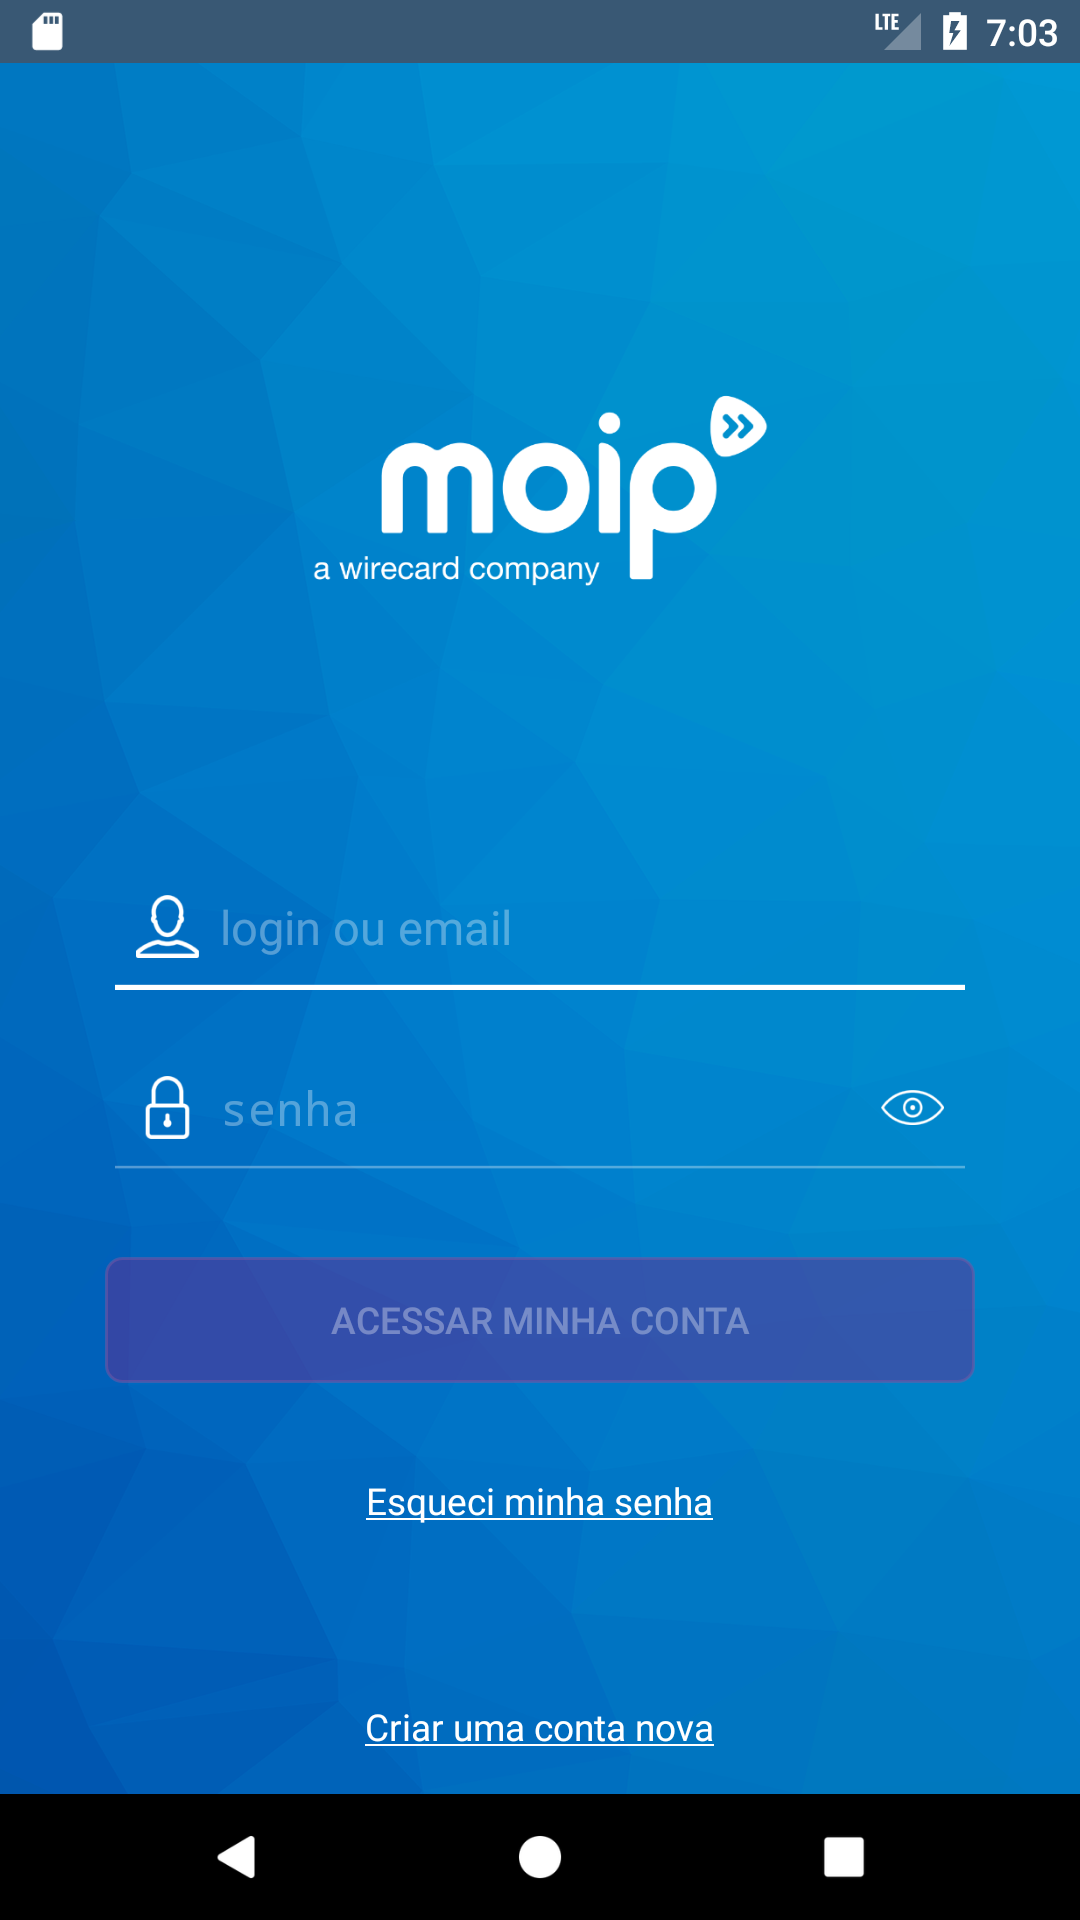 LTE 7:03
moip
a wirecard company
login ou email
senha
ACESSAR MINHA CONTA
Esqueci minha senha
Criar uma conta nova